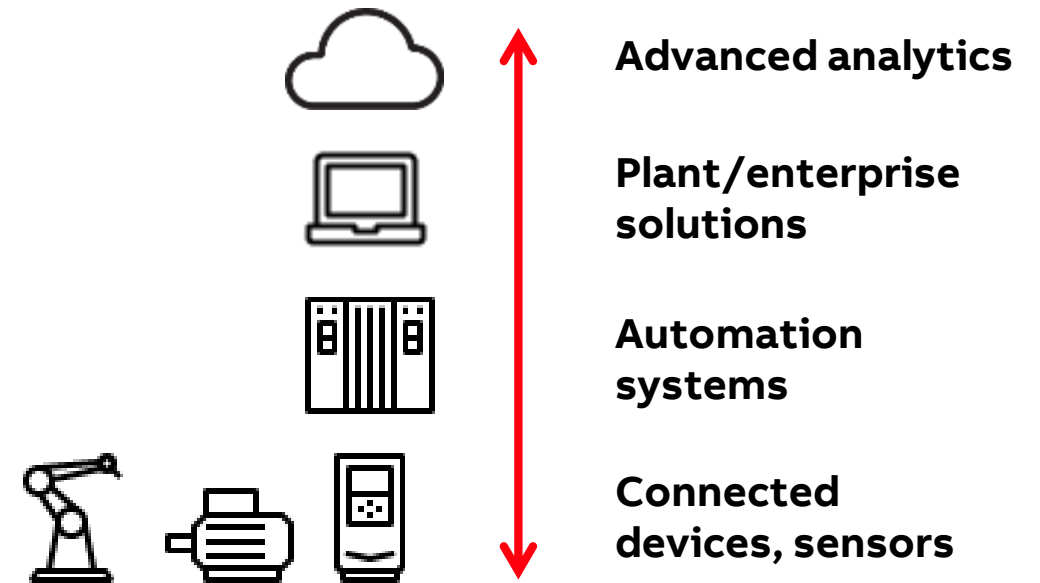 Advanced analytics
Plant/enterprise
solutions
Automation
systems
Connected
devices, sensors